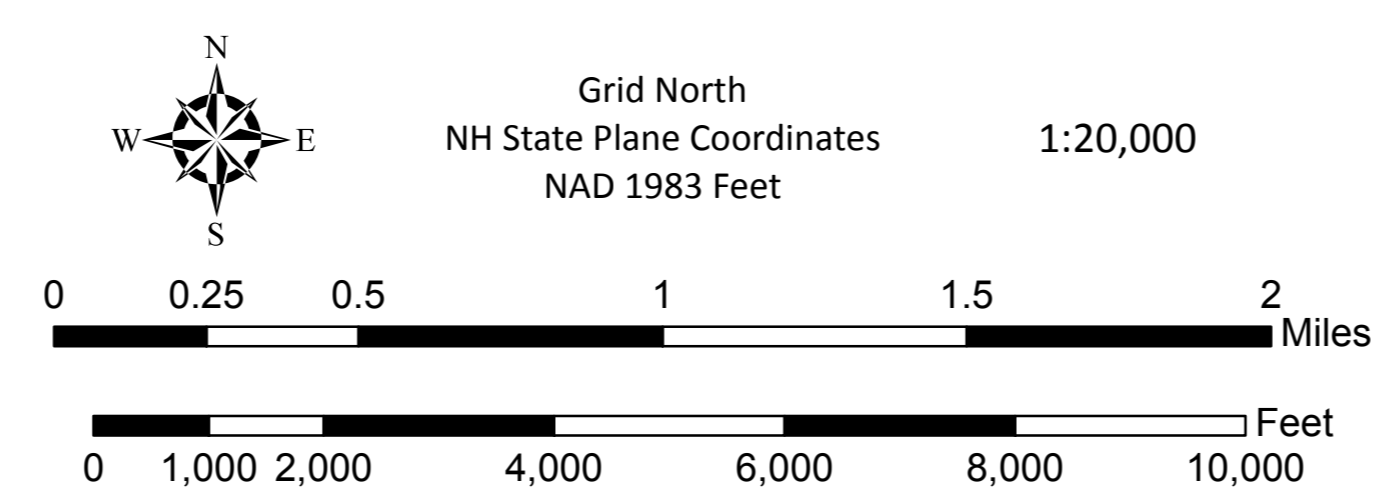 N
W E
S
Grid North
NH State Plane Coordinates
NAD 1983 Feet
1:20,000
0 0.25 0.5 1 1.5 2
Miles
Feet
0 1,000 2,000 4,000 6,000 8,000 10,000